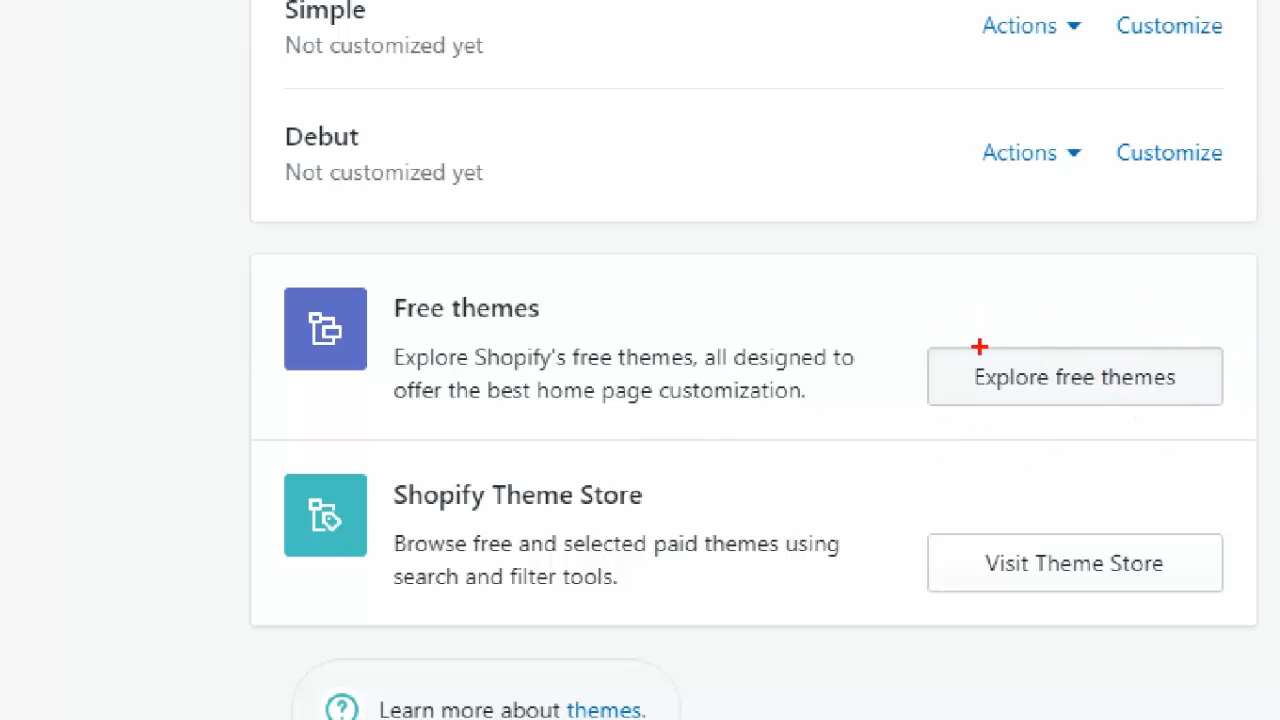 Simple
Actions Customize
Not customized yet
Debut
Actions Customize
Not customized yet
Free themes
Explore Shopify's free themes, all designed to
offer the best home page customization.
Explore free themes
Shopify Theme Store
Browse free and selected paid themes using
search and filter tools.
Visit Theme Store
Learn more about themes.